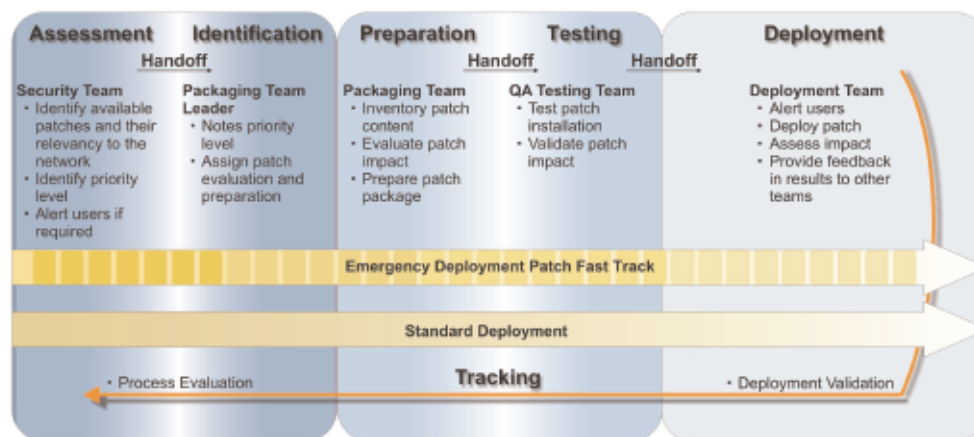 Assessment
Identification
Preparation
Testing
Deployment
Handoff
Handoff
Handoff
Security Team
• Identify available
patches and their
relevancy to the
network
• Identify priority
level
• Alert users if
required
Packaging Team
Leader
• Notes priority
level
• Assign patch
evaluation and
preparation
Packaging Team
• Inventory patch
content
• Evaluate patch
impact
• Prepare patch
package
QA Testing Team
• Test patch
installation
• Validate patch
impact
Deployment Team
• Alert users
• Deploy patch
• Assess impact
• Provide feedback
in results to other
teams
Emergency Deployment Patch Fast Track
Standard Deployment
• Process Evaluation
Tracking
• Deployment Validation